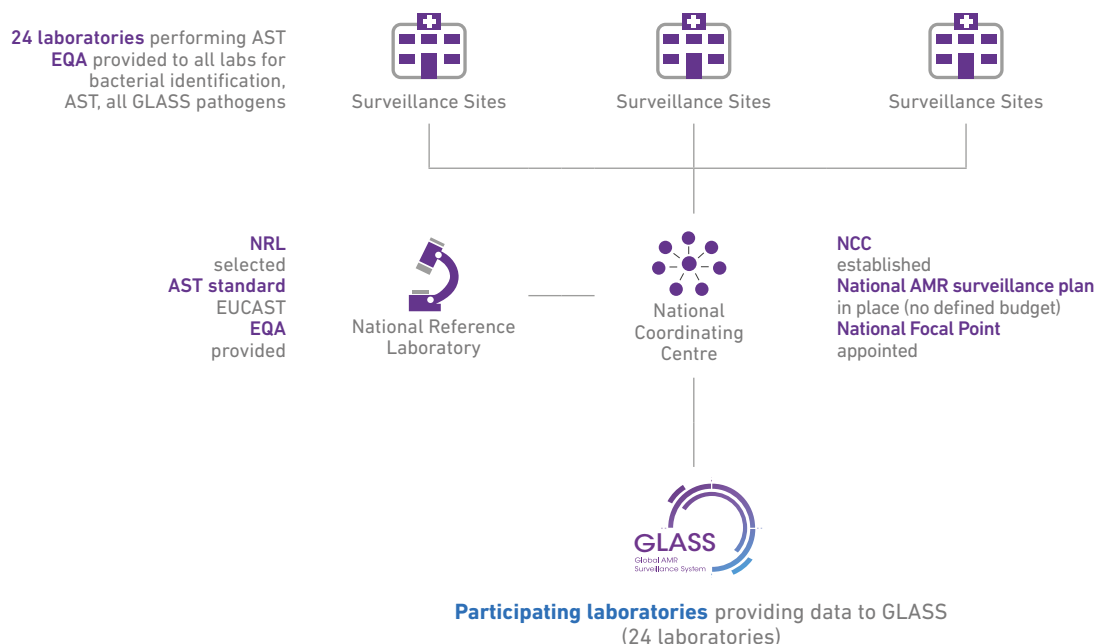 24 laboratories performing AST
EQA provided to all labs for
bacterial identification,
AST, all GLASS pathogens
Surveillance Sites
Surveillance Sites
Surveillance Sites
NRL
selected
AST standard
EUCAST
EQA
provided
National Reference
Laboratory
National
Coordinating
Centre
NCC
established
National AMR surveillance plan
in place (no defined budget)
National Focal Point
appointed
GLASS
Global AMR
Surveillance System
Participating laboratories providing data to GLASS
(24 laboratories)